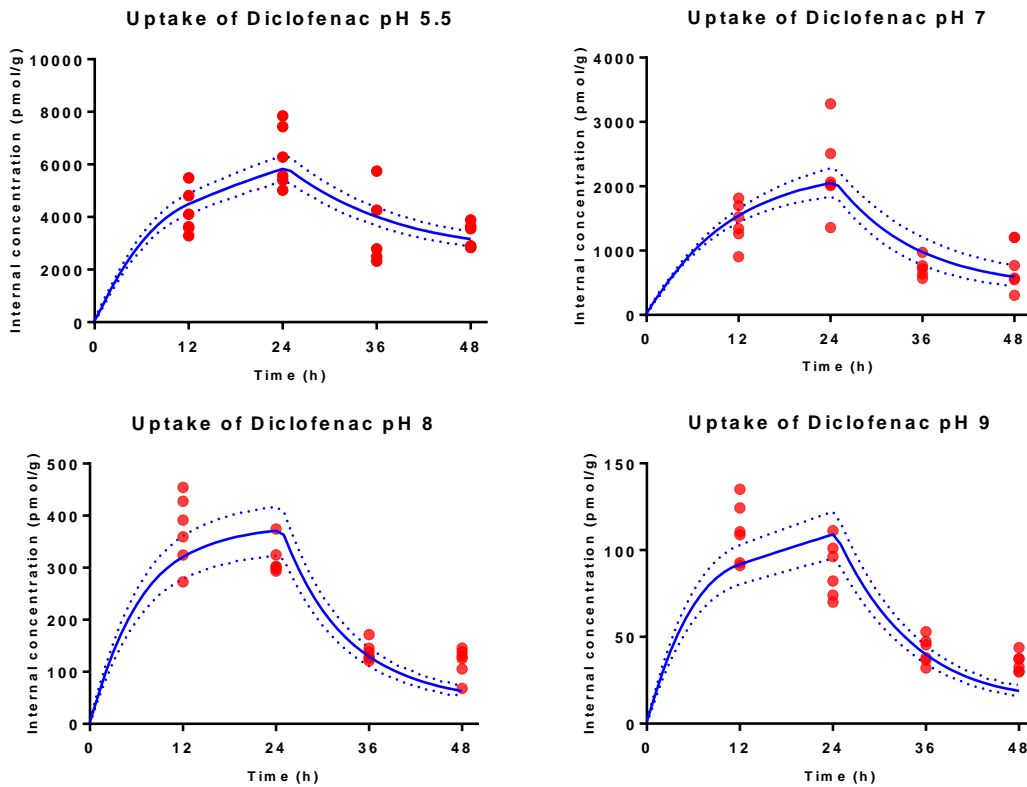 Uptake of Diclofenac pH 5.5
Internal concentration (pmol/g)
10000
8000
6000
4000
2000
0
0 12 24 36 48
Time (h)
Uptake of Diclofenac pH 7
Internal concentration (pmol/g)
4000
3000
2000
1000
0
0 12 24 36 48
Time (h)
Uptake of Diclofenac pH 8
Internal concentration (pmol/g)
500
400
300
200
100
0
0 12 24 36 48
Time (h)
Uptake of Diclofenac pH 9
Internal concentration (pmol/g)
150
100
50
0
0 12 24 36 48
Time (h)